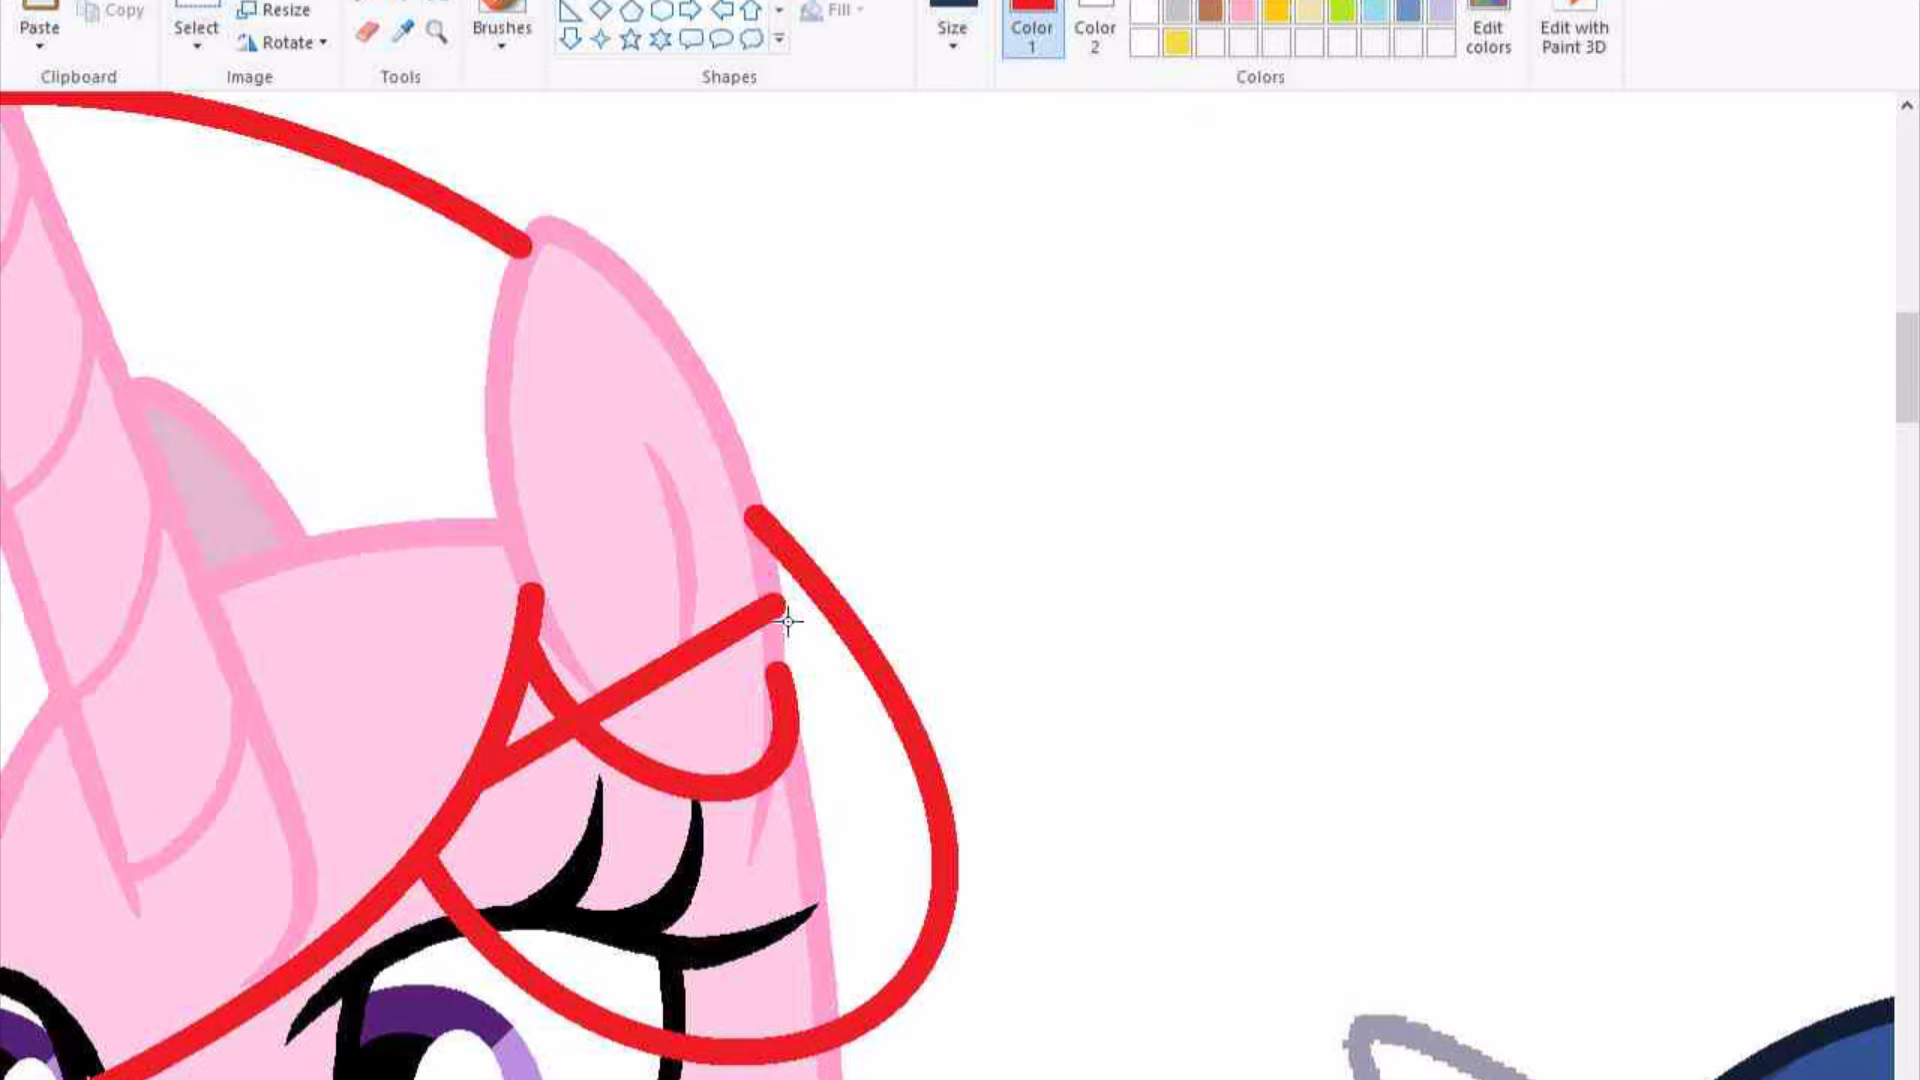 Paste
Copy
Clipboard
Select
Resize
Rotate
Image
Tools
Brushes
Shapes
Fill
Size
Color
1
Color
2
Colors
Edit
colors
Edit with
Paint 3D